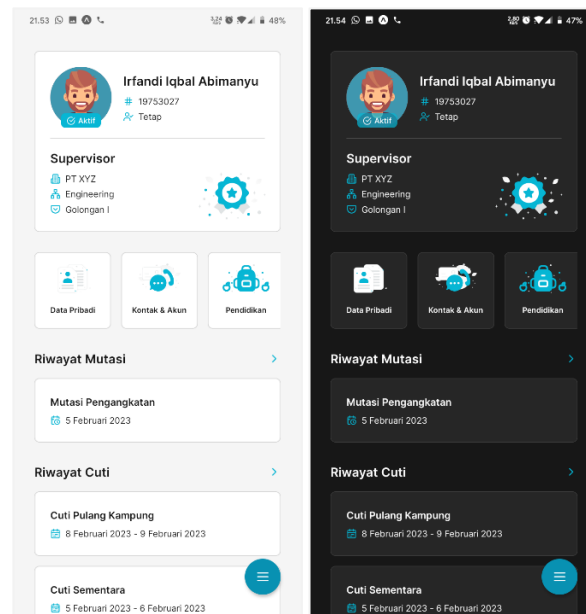 21.53 48%
Irfandi Iqbal Abimanyu
# 19753027
Tetap
Aktif
Supervisor
PT XYZ
Engineering
Golongan I
Data Pribadi
Kontak & Akun
Pendidikan
Riwayat Mutasi
Mutasi Pengangkatan
5 Februari 2023
Riwayat Cuti
Cuti Pulang Kampung
8 Februari 2023 - 9 Februari 2023
Cuti Sementara
5 Februari 2023 - 6 Februari 2023
21.54 47%
Irfandi Iqbal Abimanyu
# 19753027
Tetap
Aktif
Supervisor
PT XYZ
Engineering
Golongan I
Data Pribadi
Kontak & Akun
Pendidikan
Riwayat Mutasi
Mutasi Pengangkatan
5 Februari 2023
Riwayat Cuti
Cuti Pulang Kampung
8 Februari 2023 - 9 Februari 2023
Cuti Sementara
5 Februari 2023 - 6 Februari 2023